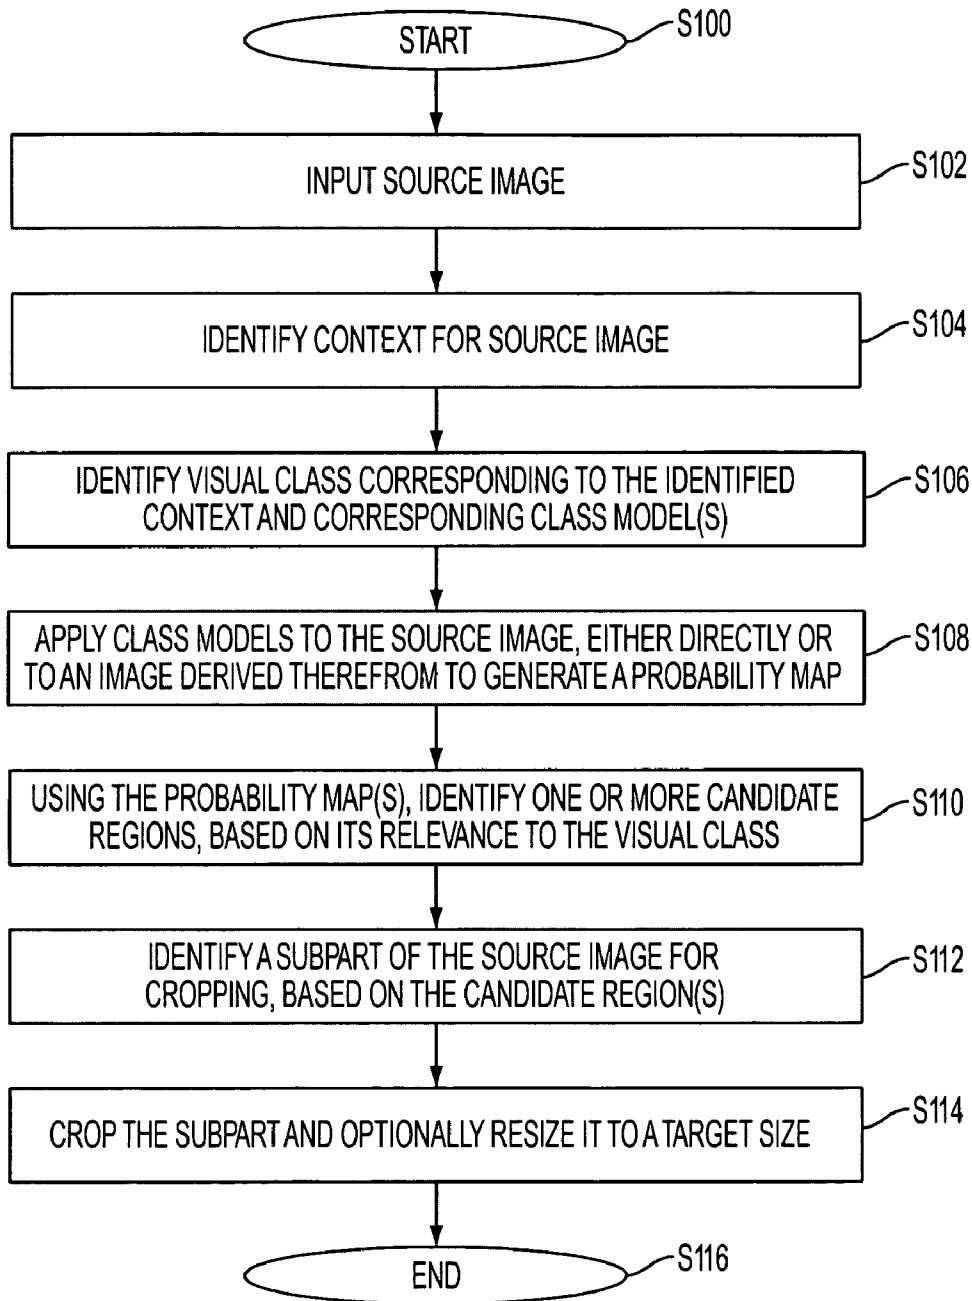 START
S100
INPUT SOURCE IMAGE
S102
IDENTIFY CONTEXT FOR SOURCE IMAGE
S104
IDENTIFY VISUAL CLASS CORRESPONDING TO THE IDENTIFIED
CONTEXT AND CORRESPONDING CLASS MODEL(S)
S106
APPLY CLASS MODELS TO THE SOURCE IMAGE, EITHER DIRECTLY OR
TO AN IMAGE DERIVED THEREFROM TO GENERATE A PROBABILITY MAP
S108
USING THE PROBABILITY MAP(S), IDENTIFY ONE OR MORE CANDIDATE
REGIONS, BASED ON ITS RELEVANCE TO THE VISUAL CLASS
S110
IDENTIFY A SUBPART OF THE SOURCE IMAGE FOR
CROPPING, BASED ON THE CANDIDATE REGION(S)
S112
CROP THE SUBPART AND OPTIONALLY RESIZE IT TO A TARGET SIZE
S114
END
S116